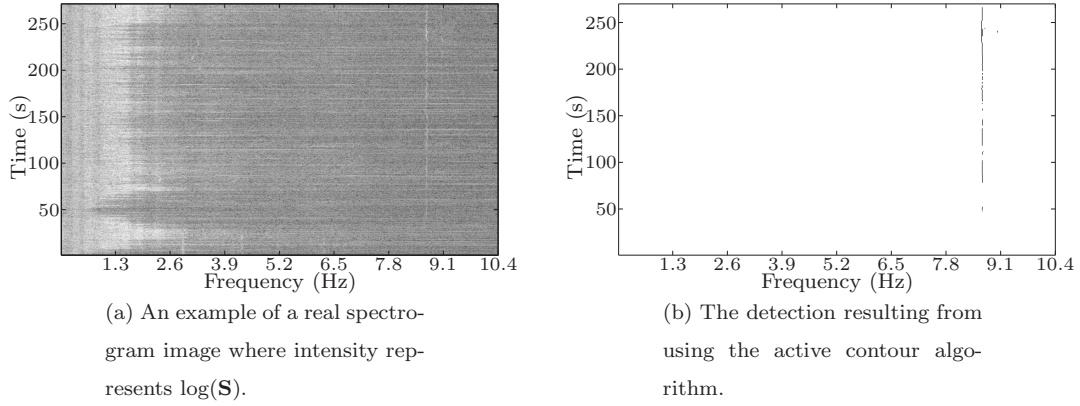 250
200
150
100
50
Time (s)
1.3 2.6 3.9 5.2 6.5 7.8 9.1 10.4
Frequency (Hz)
(a) An example of a real spectro-
gram image where intensity rep-
resents log(S).
250
200
150
100
50
Time (s)
1.3 2.6 3.9 5.2 6.5 7.8 9.1 10.4
Frequency (Hz)
(b) The detection resulting from
using the active contour algo-
rithm.